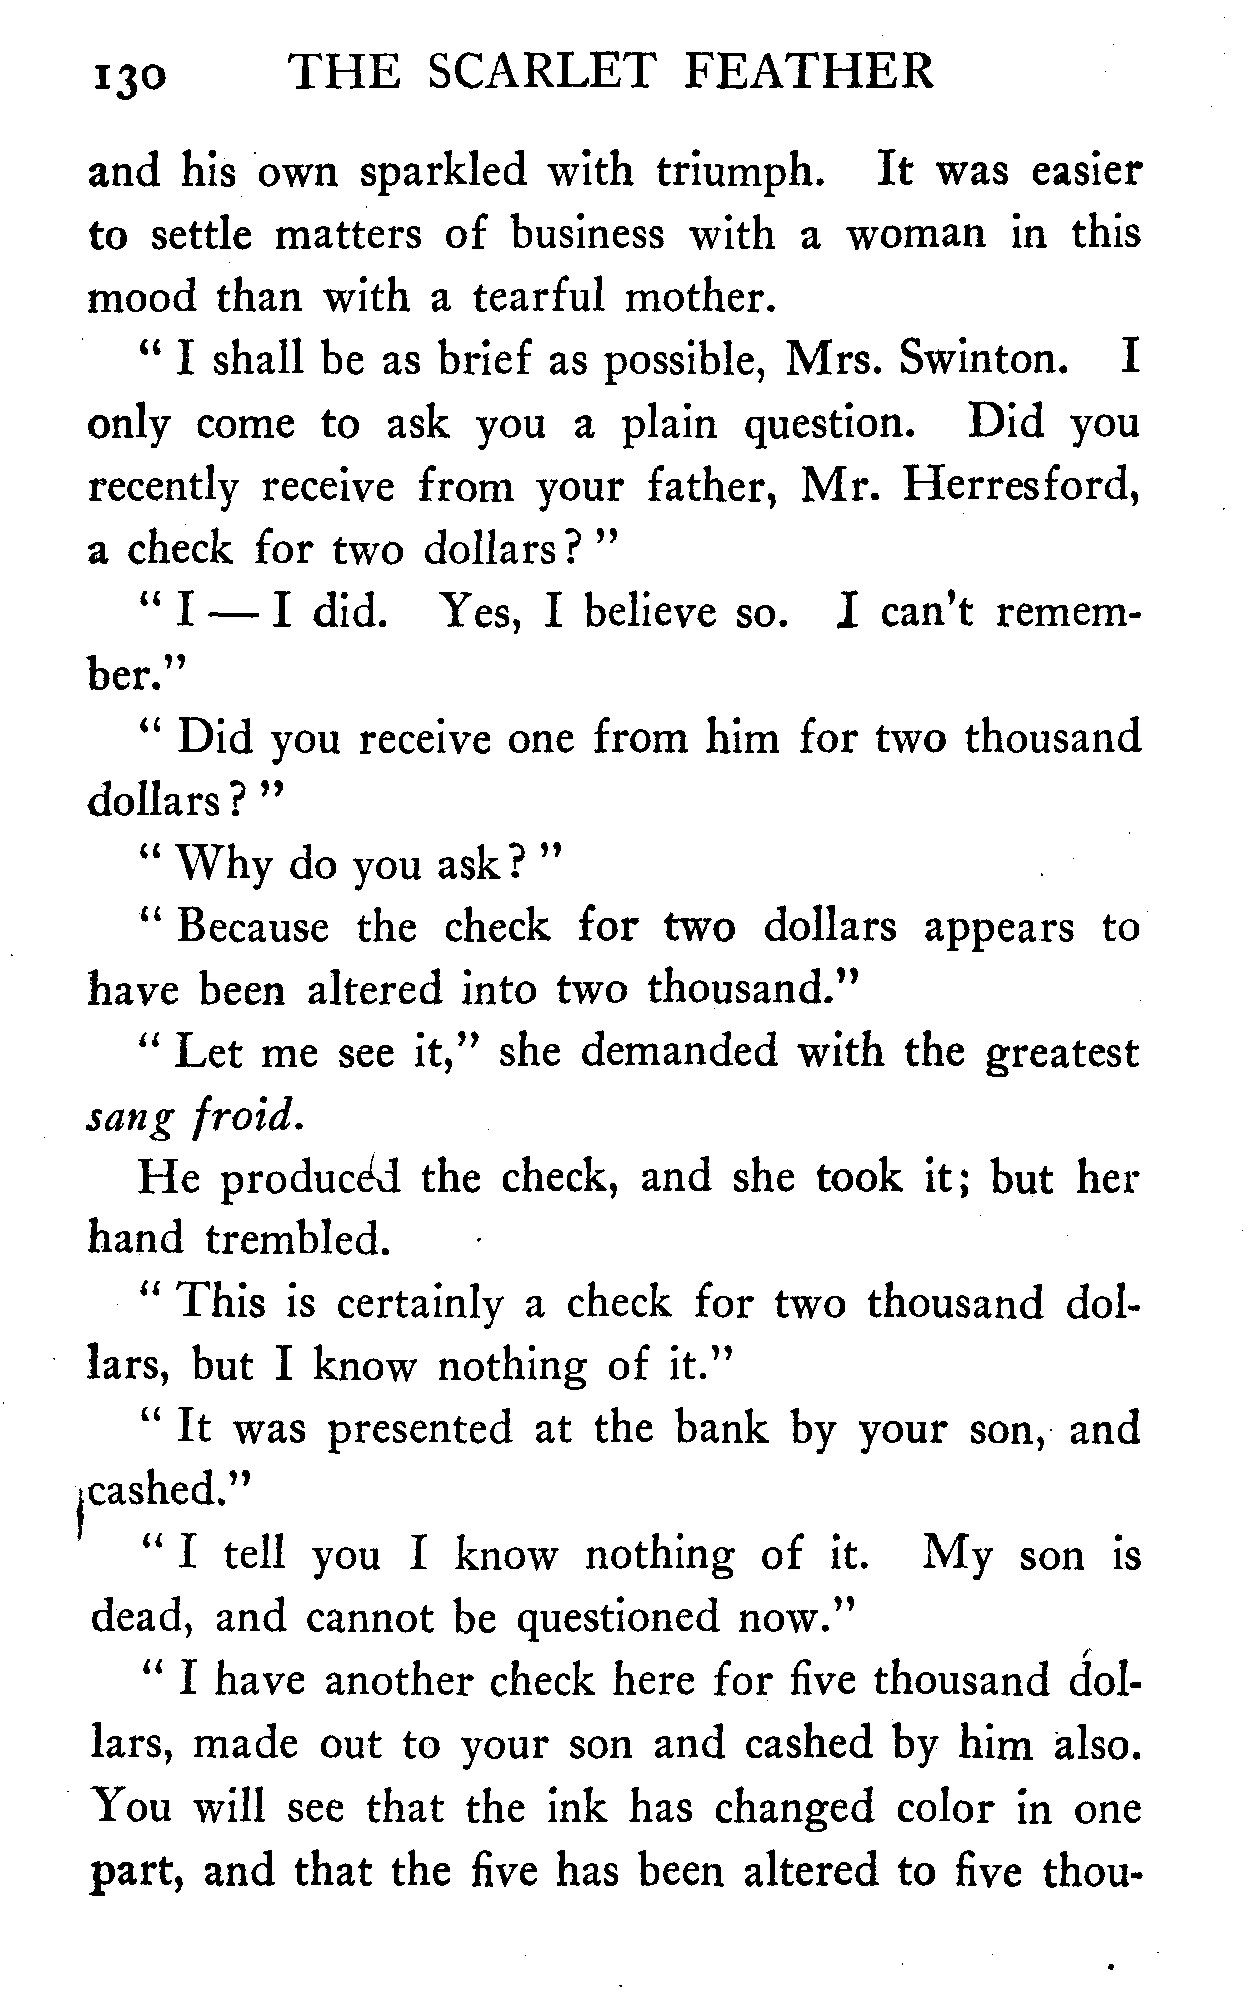 130 THE SCARLET FEATHER
and his own sparkled with triumph. It was easier
to settle matters of business with a woman in this
mood than with a tearful mother.
" I shall be as brief as possible, Mrs. Swinton. I
only come to ask you a plain question. Did you
recently receive from your father, Mr. Herresford,
a check for two dollars? "
" I — I did. Yes, I believe so. I can't remem-
ber."
" Did you receive one from him for two thousand
dollars? "
" Why do you ask? "
" Because the check for two dollars appears to
have been altered into two thousand."
" Let me see it," she demanded with the greatest
sang froid.
He produced the check, and she took it; but her
hand trembled.
" This is certainly a check for two thousand dol-
lars, but I know nothing of it."
" It was presented at the bank by your son, and
cashed."
" I tell you I know nothing of it. My son is
dead, and cannot be questioned now."
" I have another check here for five thousand dol-
lars, made out to your son and cashed by him also.
You will see that the ink has changed color in one
part, and that the five has been altered to five thou-